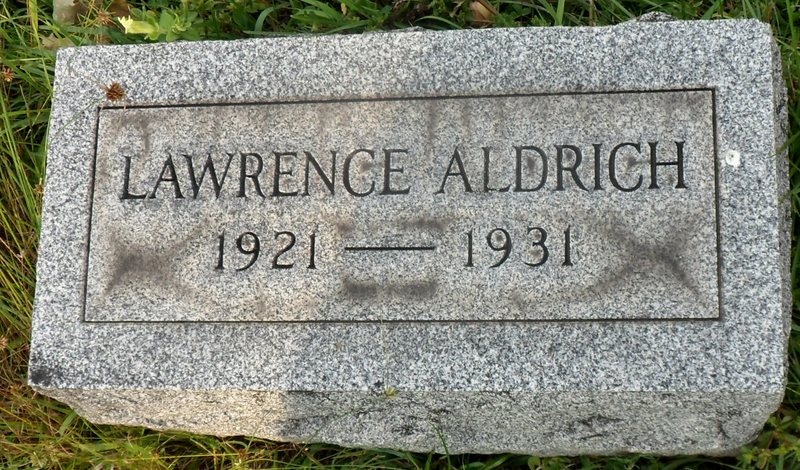 LAWRENCE ALDRICH
1921 — 1931